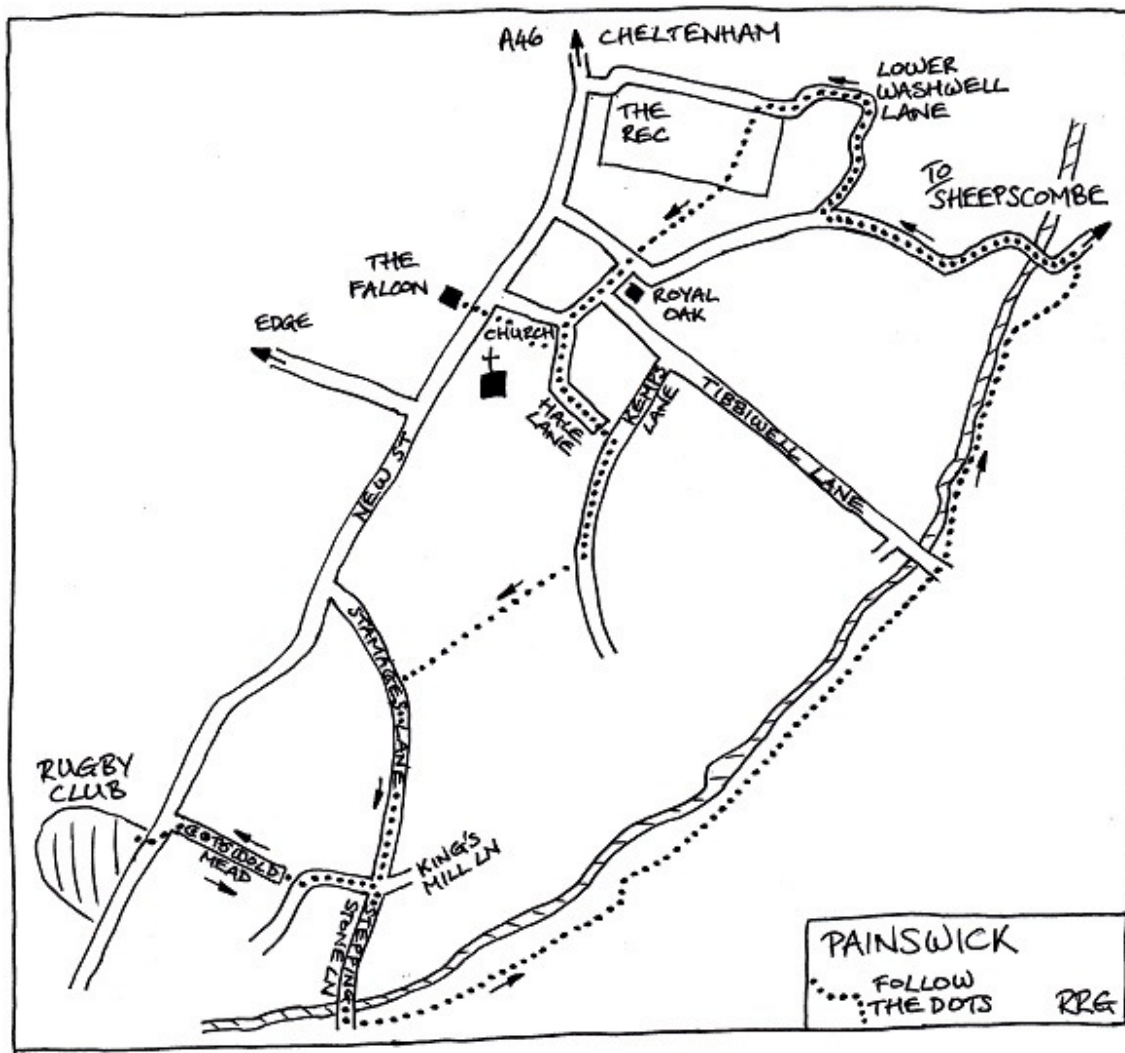 A46 CHELTENHAM
LOWER
WASHWELL
LANE
THE
REC
TO
SHEEPSCOMBE
THE
FALCON
ROYAL
OAK
EDGE
CHURCH
HALE
LANE
KEMPS
LANE
TIBBIWELL LANE
NEW ST
STAMAGES LANE
RUGBY
CLUB
COTSWOLD
MEAD
KING'S
MILL LN
STEPPING
STONE LN
PAINSWICK
FOLLOW
THE DOTS
RRG